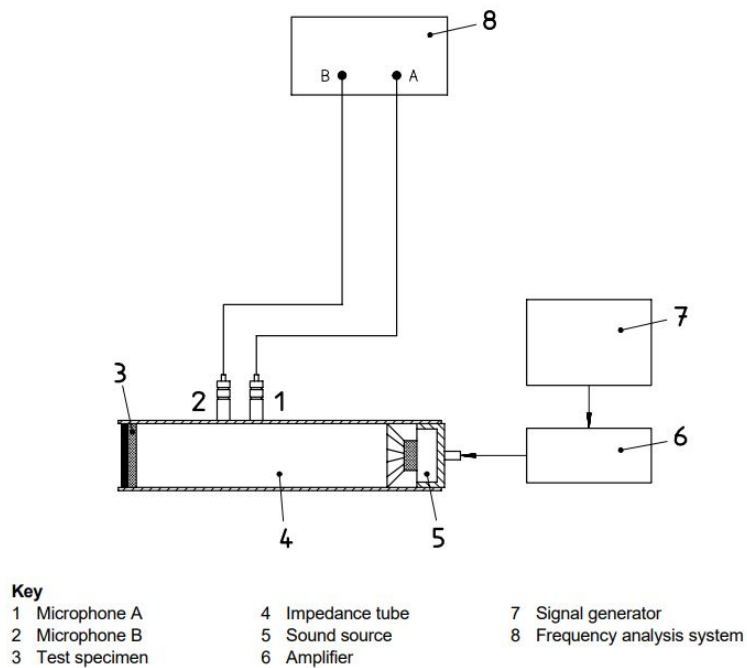 8
B A
7
3
2 1
6
4
5
Key
1 Microphone A
2 Microphone B
3 Test specimen
4 Impedance tube
5 Sound source
6 Amplifier
7 Signal generator
8 Frequency analysis system